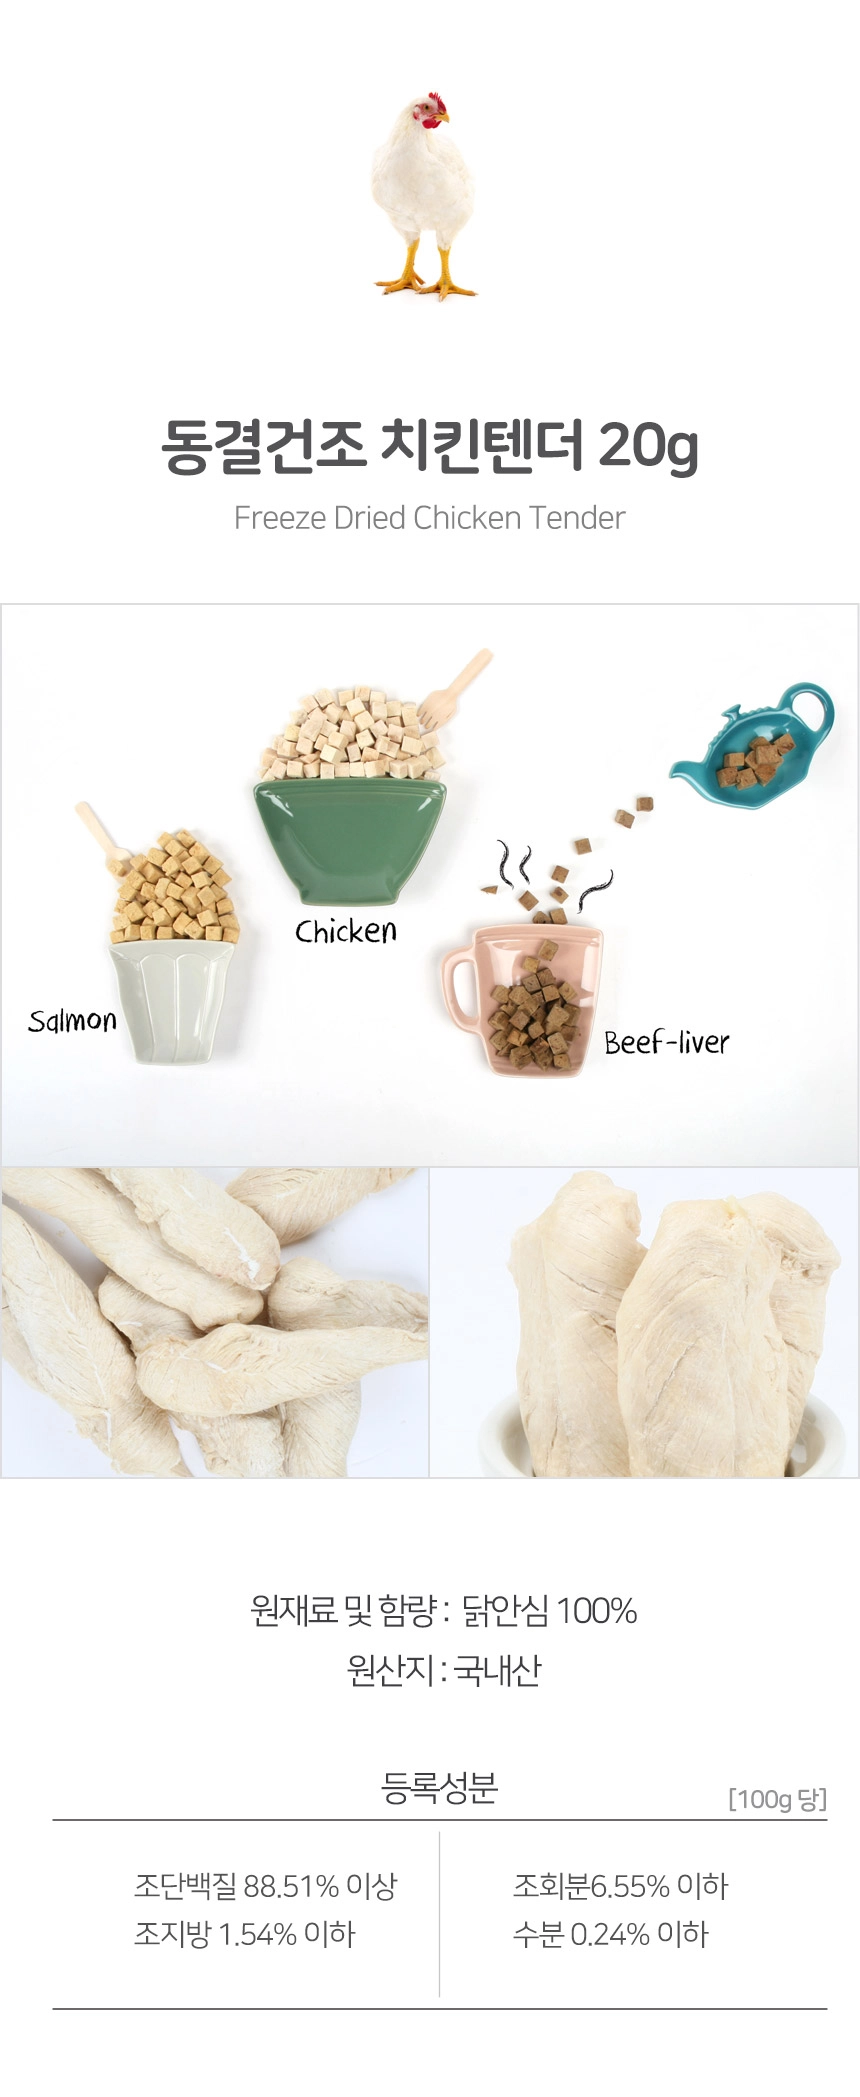 동결건조 치킨텐더 20g
Freeze Dried Chicken Tender
Chicken
Salmon
Beef-liver
원재료 및 함량 : 닭안심 100%
원산지 : 국내산
등록성분
[100g 당]
조단백질 88.51% 이상
조회분6.55% 이하
조지방 1.54% 이하
수분 0.24% 이하